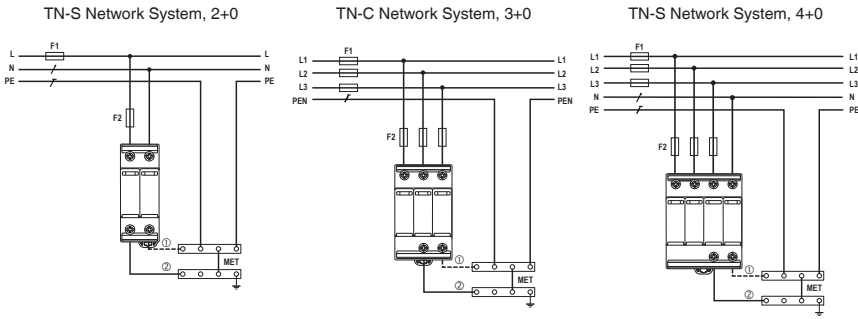 TN-S Network System, 2+0
F1
L L
N N
PE PE
F2
①
②
MET
TN-C Network System, 3+0
F1
L1 L1
L2 L2
L3 L3
PEN PEN
F2
①
②
MET
TN-S Network System, 4+0
F1
L1 L1
L2 L2
L3 L3
N N
PE PE
F2
①
②
MET